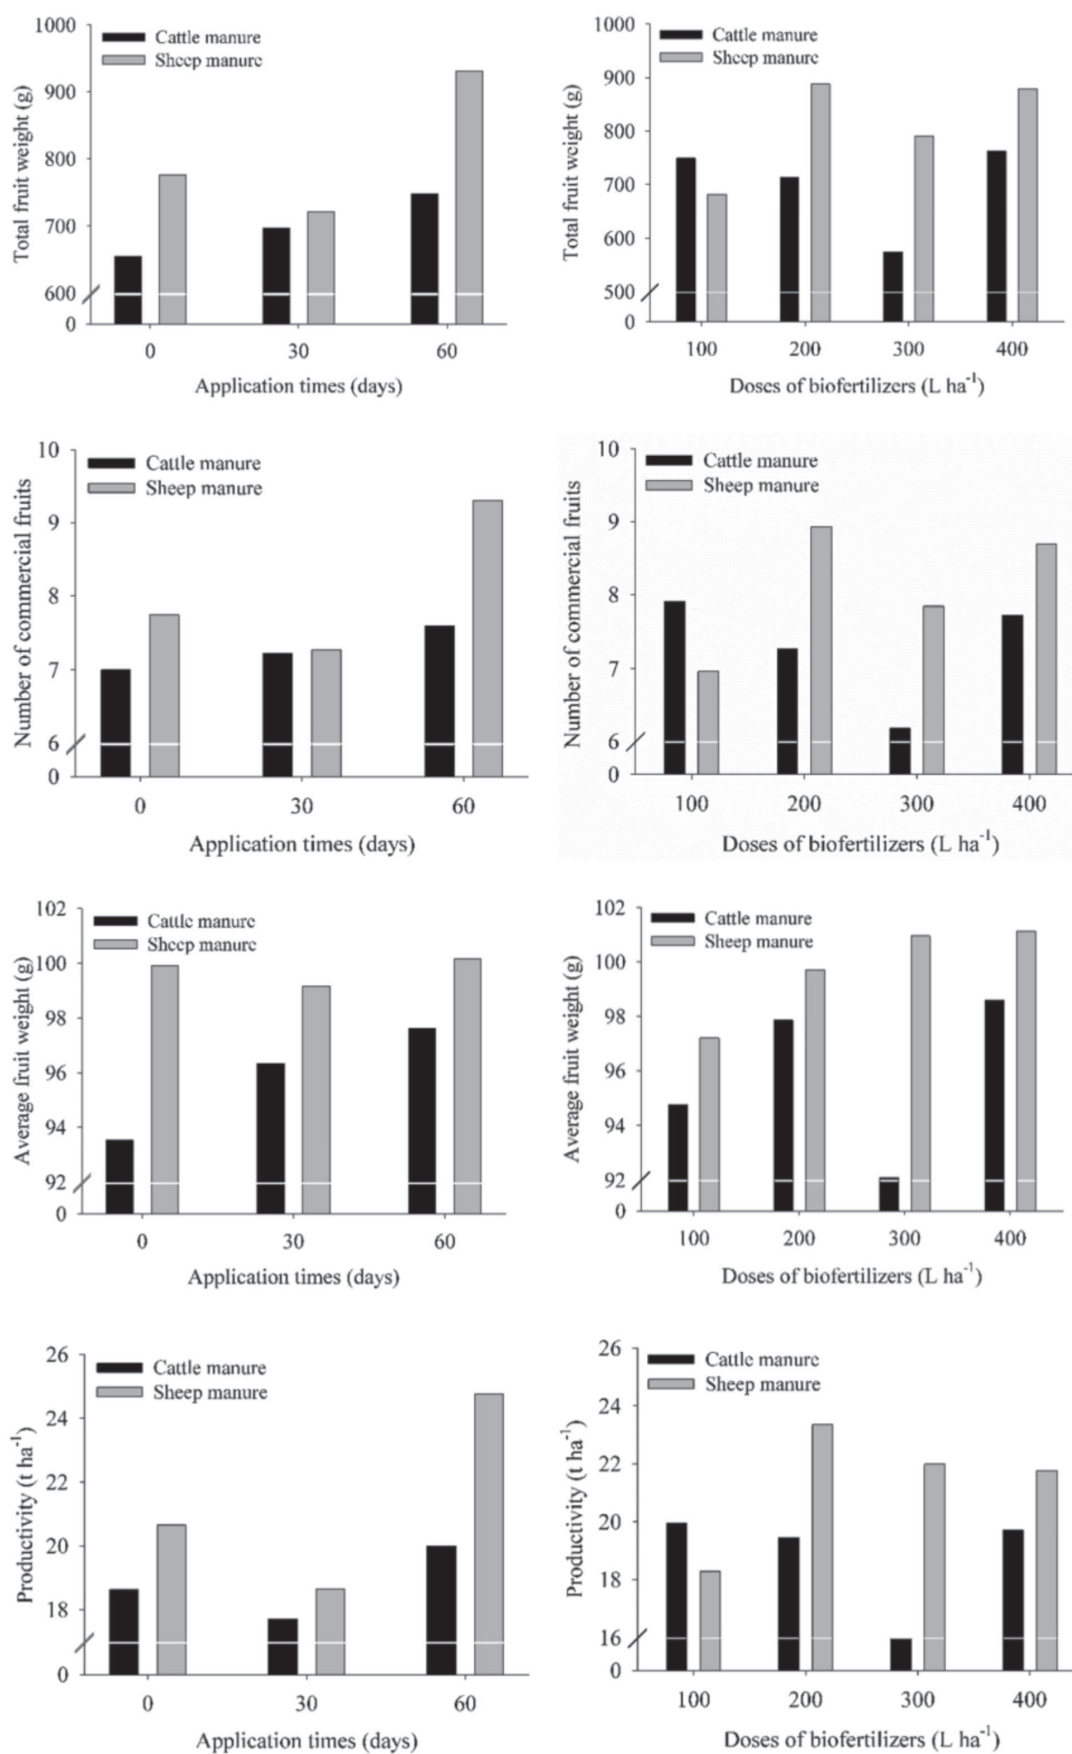 1000
900
800
700
600
0
Total fruit weight (g)
Cattle manure
Sheep manure
0 30 60
Application times (days)
1000
900
800
700
600
500
0
Total fruit weight (g)
Cattle manure
Sheep manure
100 200 300 400
Doses of biofertilizers (L ha⁻¹)
10
9
8
7
6
0
Number of commercial fruits
Cattle manure
Sheep manure
0 30 60
Application times (days)
10
9
8
7
6
0
Number of commercial fruits
Cattle manure
Sheep manure
100 200 300 400
Doses of biofertilizers (L ha⁻¹)
102
100
98
96
94
92
0
Average fruit weight (g)
Cattle manure
Sheep manure
0 30 60
Application times (days)
102
100
98
96
94
92
0
Average fruit weight (g)
Cattle manure
Sheep manure
100 200 300 400
Doses of biofertilizers (L ha⁻¹)
26
24
22
20
18
0
Productivity (t ha⁻¹)
Cattle manure
Sheep manure
0 30 60
Application times (days)
26
24
22
20
18
16
0
Productivity (t ha⁻¹)
Cattle manure
Sheep manure
100 200 300 400
Doses of biofertilizers (L ha⁻¹)